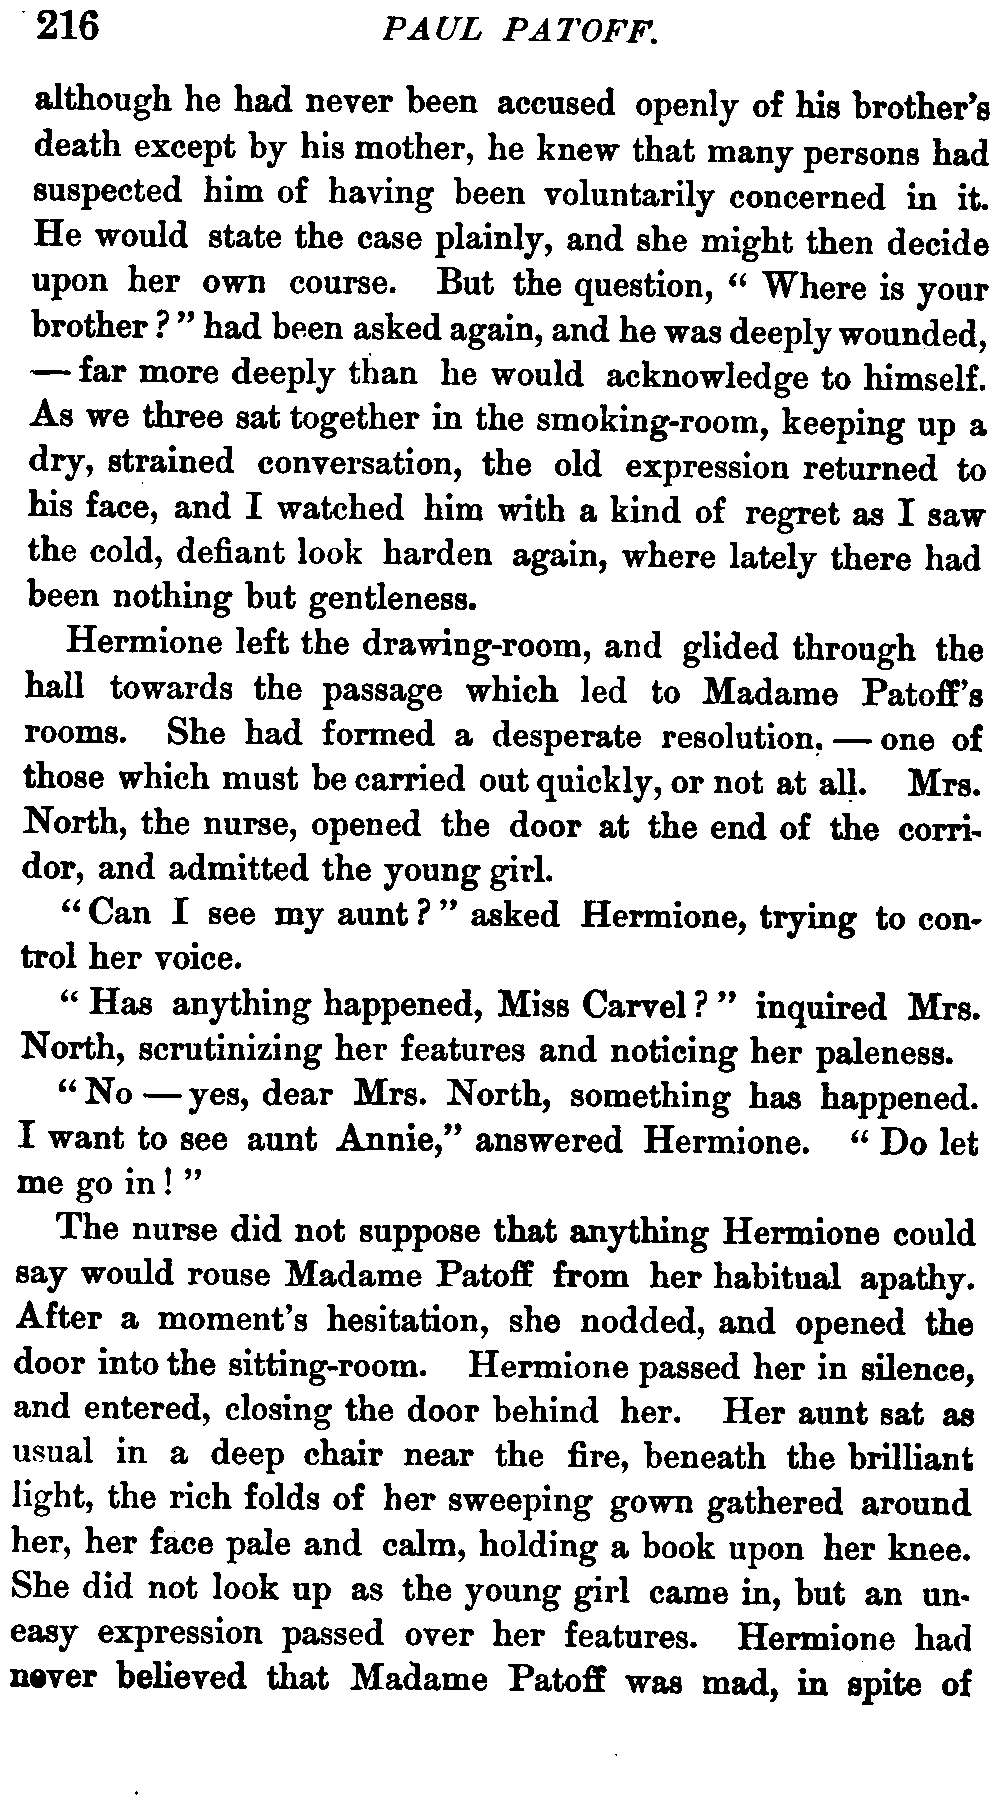 216 PAUL PATOFF.
although he had never been accused openly of his brother's
death except by his mother, he knew that many persons had
suspected him of having been voluntarily concerned in it.
He would state the case plainly, and she might then decide
upon her own course. But the question, " Where is your
brother ? " had been asked again, and he was deeply wounded,
— far more deeply than he would acknowledge to himself.
As we three sat together in the smoking-room, keeping up a
dry, strained conversation, the old expression returned to
his face, and I watched him with a kind of regret as I saw
the cold, defiant look harden again, where lately there had
been nothing but gentleness.
Hermione left the drawing-room, and glided through the
hall towards the passage which led to Madame Patoff's
rooms. She had formed a desperate resolution, — one of
those which must be carried out quickly, or not at all. Mrs.
North, the nurse, opened the door at the end of the corri-
dor, and admitted the young girl.
" Can I see my aunt ? " asked Hermione, trying to con-
trol her voice.
" Has anything happened, Miss Carvel ? " inquired Mrs.
North, scrutinizing her features and noticing her paleness.
" No — yes, dear Mrs. North, something has happened.
I want to see aunt Annie," answered Hermione. " Do let
me go in ! "
The nurse did not suppose that anything Hermione could
say would rouse Madame Patoff from her habitual apathy.
After a moment's hesitation, she nodded, and opened the
door into the sitting-room. Hermione passed her in silence,
and entered, closing the door behind her. Her aunt sat as
usual in a deep chair near the fire, beneath the brilliant
light, the rich folds of her sweeping gown gathered around
her, her face pale and calm, holding a book upon her knee.
She did not look up as the young girl came in, but an un-
easy expression passed over her features. Hermione had
never believed that Madame Patoff was mad, in spite of